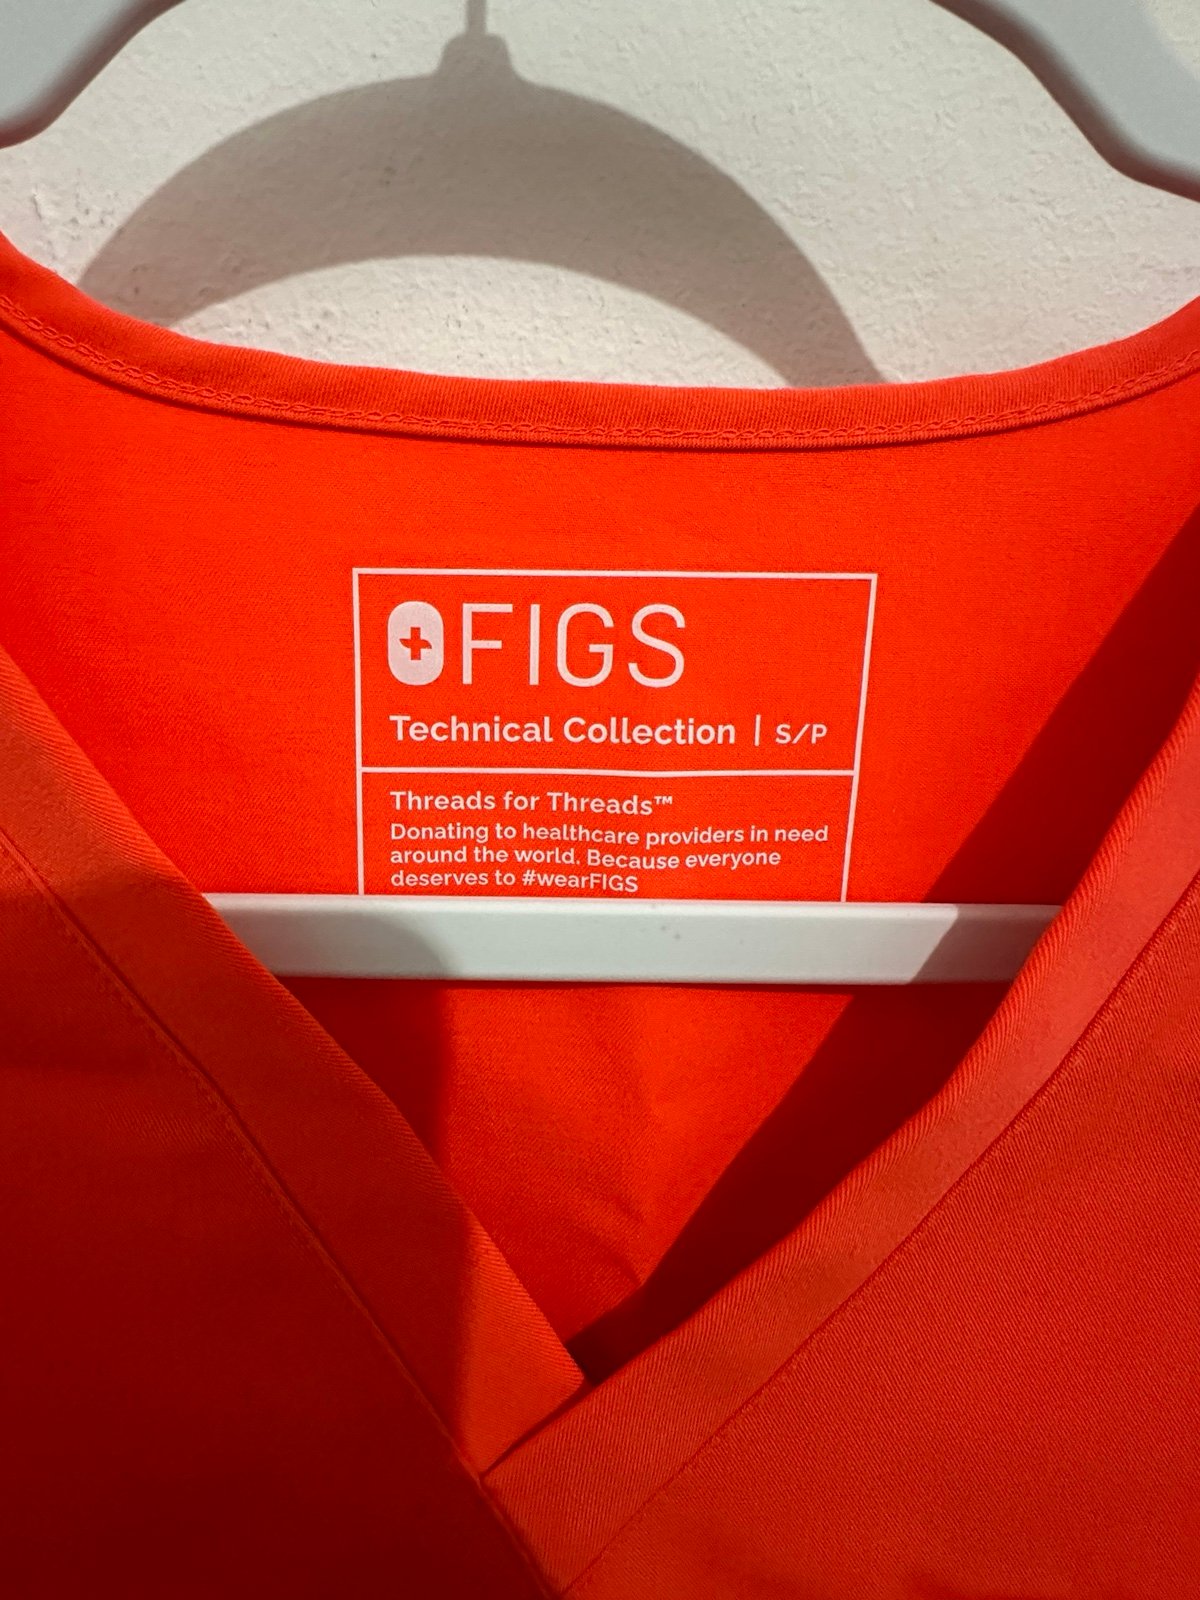 FIGS
Technical Collection | S/P
Threads for Threads™
Donating to healthcare providers in need
around the world. Because everyone
deserves to #wearFIGS